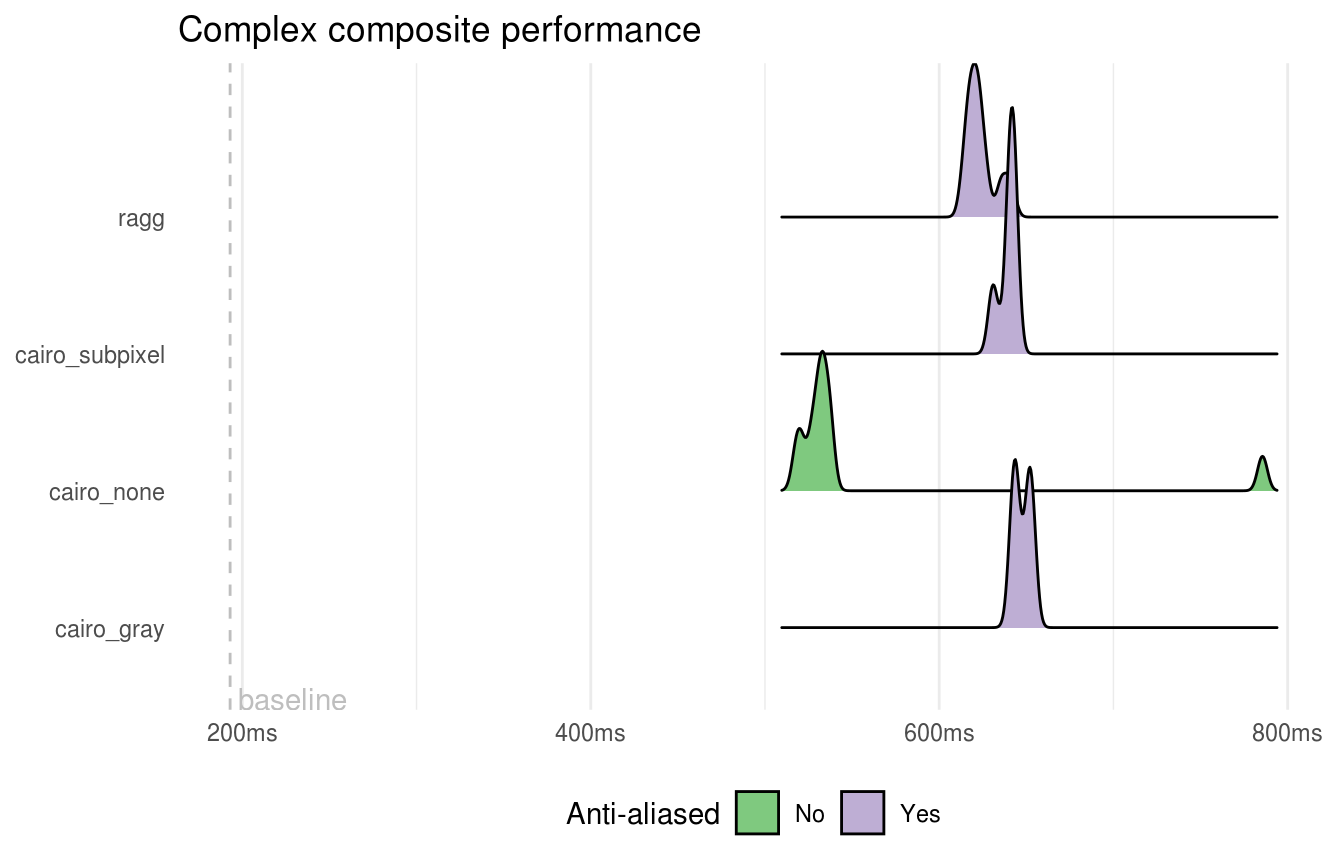 Complex composite performance
ragg
cairo_subpixel
cairo_none
cairo_gray
baseline
200ms 400ms 600ms 800ms
Anti-aliased No Yes